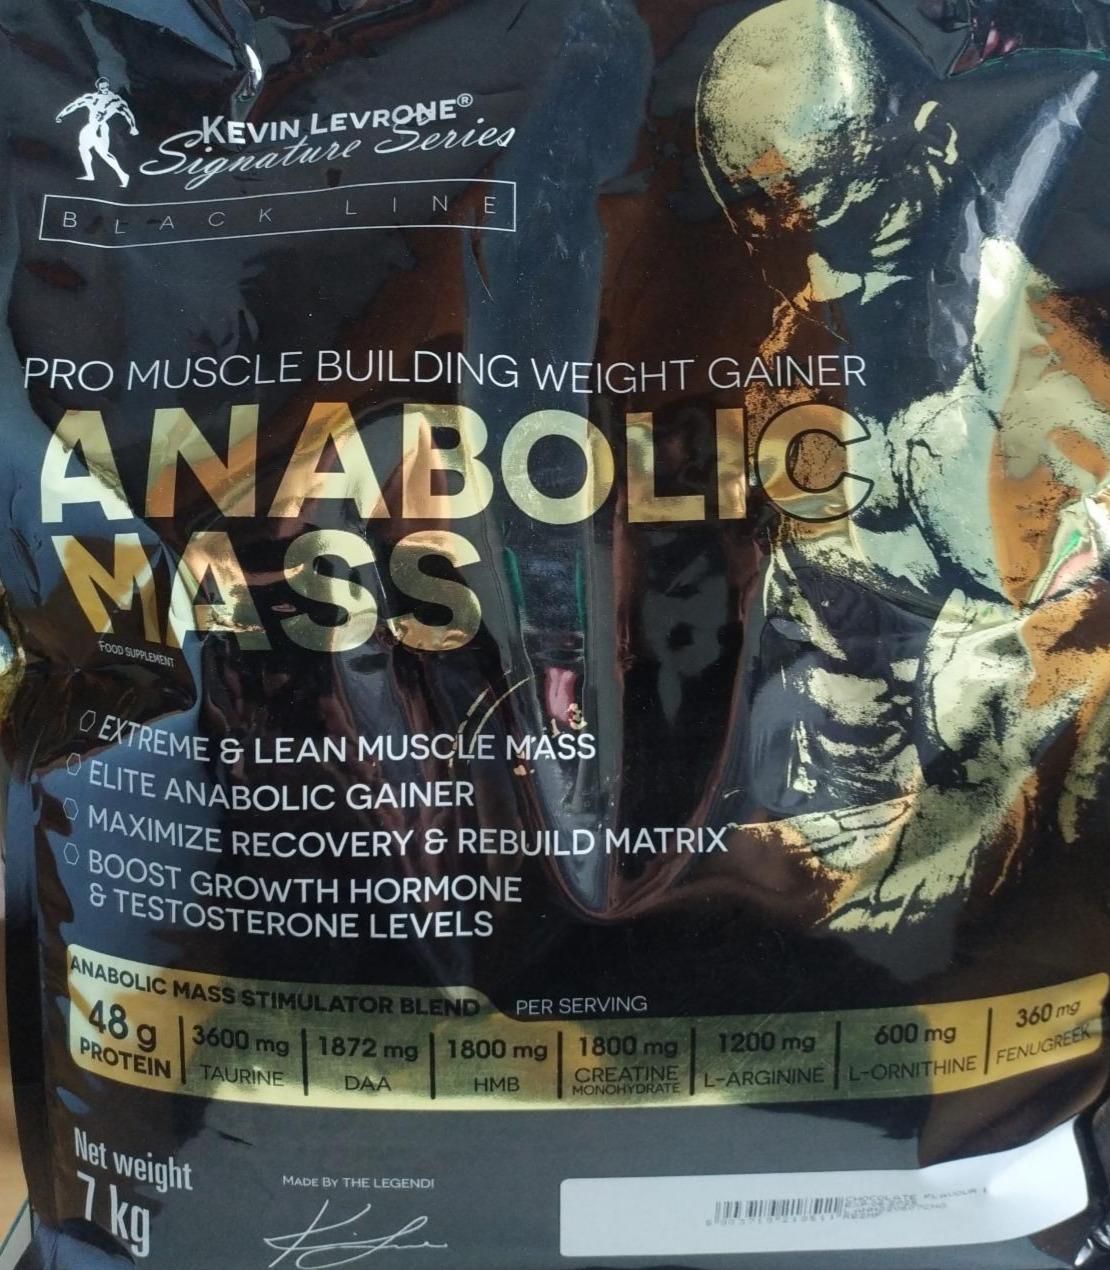 KEVIN LEVRONE®
Signature Series
BLACK LINE
PRO MUSCLE BUILDING WEIGHT GAINER
ANABOLIC
MASS
FOOD SUPPLEMENT
EXTREME & LEAN MUSCLE MASS
ELITE ANABOLIC GAINER
MAXIMIZE RECOVERY & REBUILD MATRIX
BOOST GROWTH HORMONE
& TESTOSTERONE LEVELS
ANABOLIC MASS STIMULATOR BLEND PER SERVING
48 g
PROTEIN
3600 mg
TAURINE
1872 mg
DAA
1800 mg
HMB
1800 mg
CREATINE
MONOHYDRATE
1200 mg
L-ARGININE
600 mg
L-ORNITHINE
360 mg
FENUGREEK
Net weight
7 kg
MADE BY THE LEGEND!
CHOCOLATE FLAVOUR